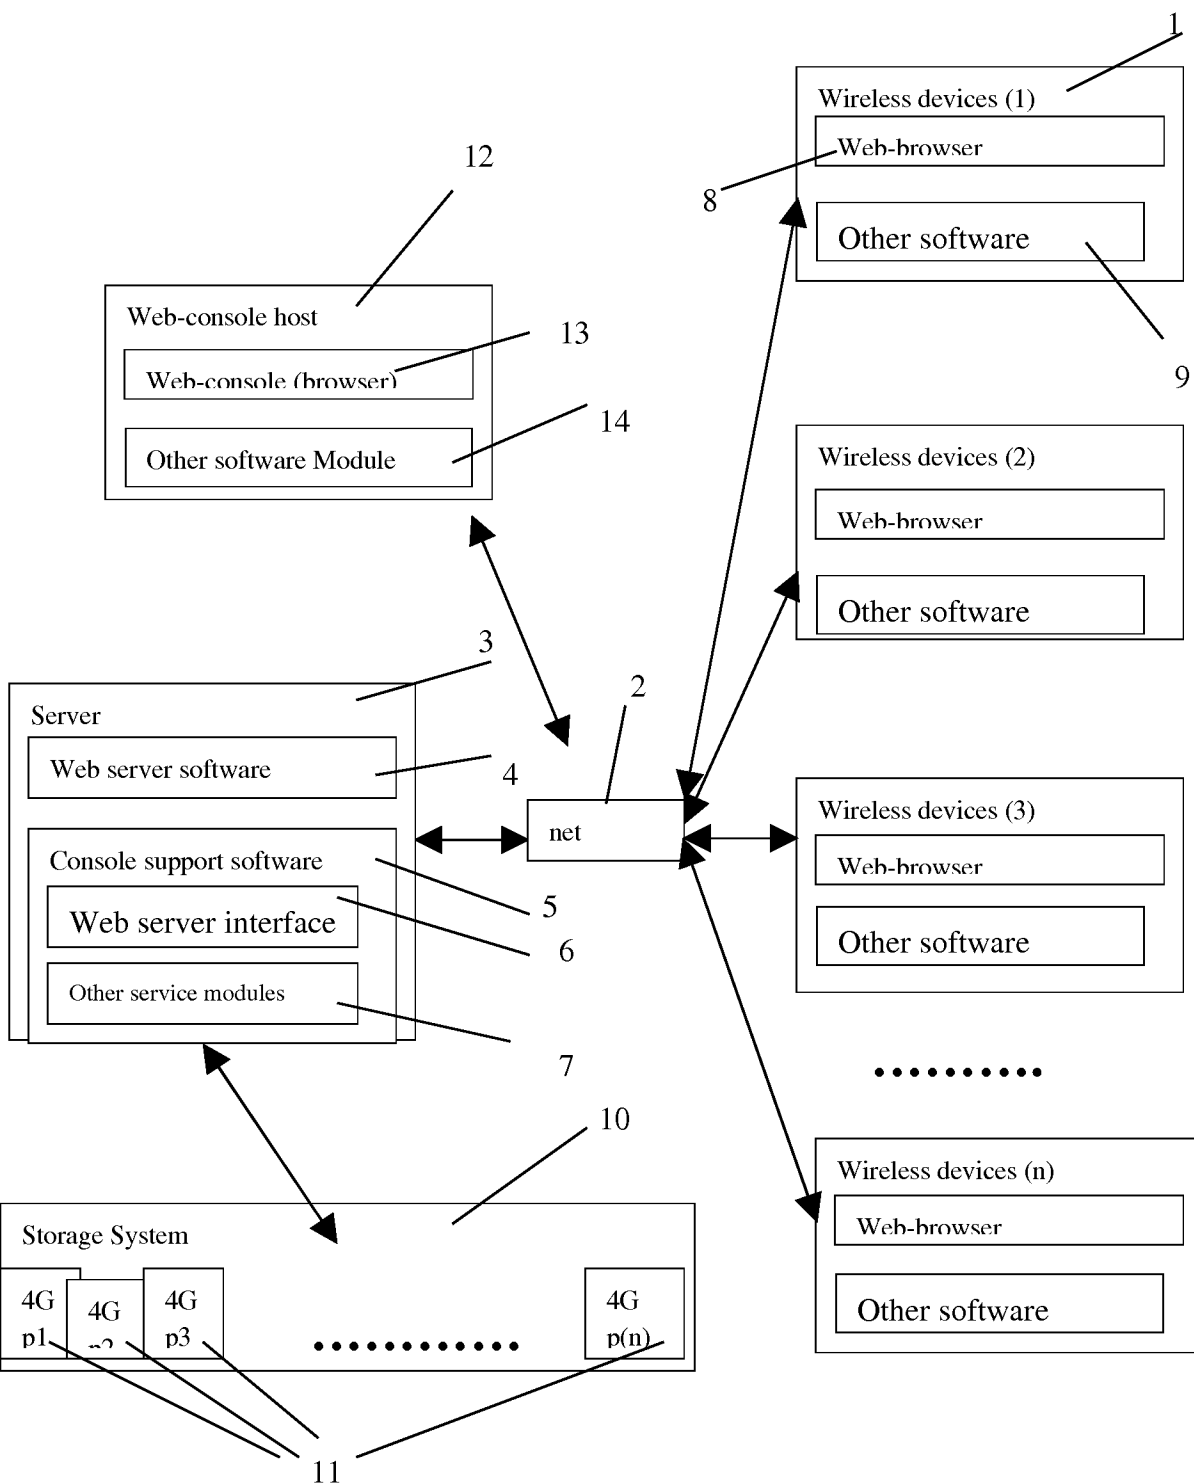 1
Wireless devices (1)
Web-browser
8
Other software
9
12
Web-console host
13
Web-console (browser)
14
Other software Module
Wireless devices (2)
Web-browser
Other software
3
Server
Web server software
4
2
net
Console support software
5
Web server interface
6
Other service modules
7
Wireless devices (3)
Web-browser
Other software
..........
10
Storage System
4G
p1
4G
p2
4G
p3
............
4G
p(n)
11
Wireless devices (n)
Web-browser
Other software